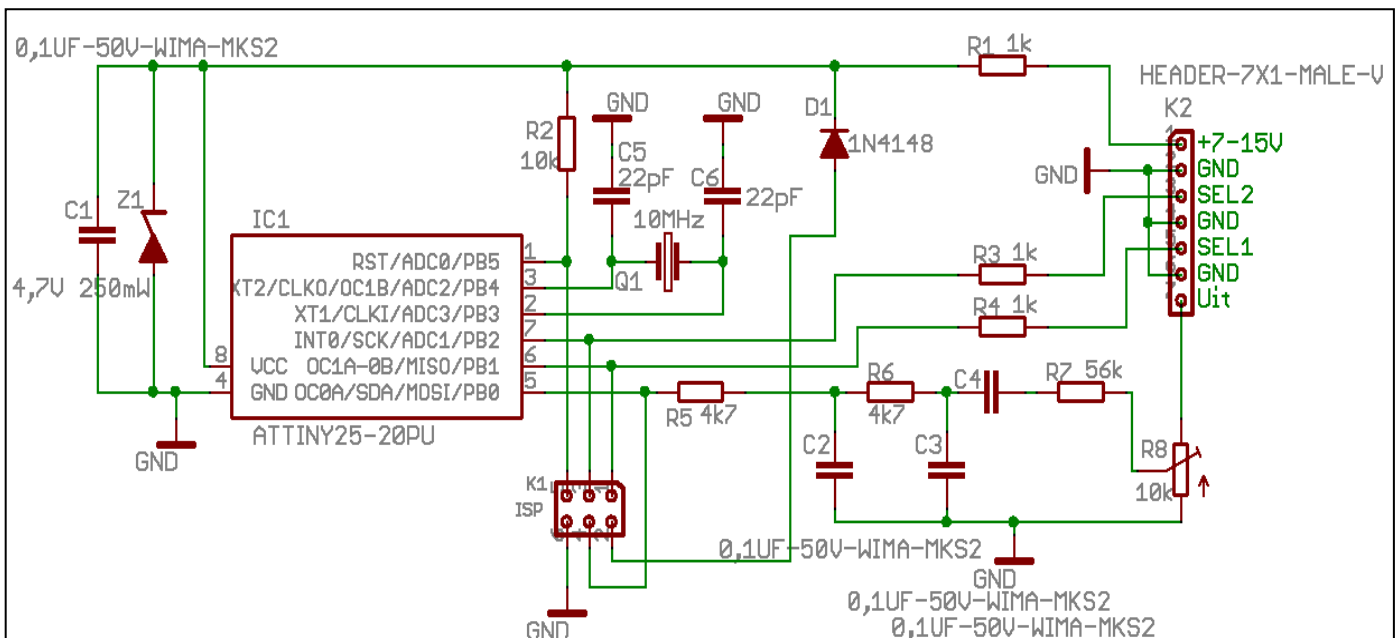 0,1UF-50V-WIMA-MKS2
R1 1k
HEADER-7X1-MALE-V
K2
GND
GND
D1
1N4148
R2
10k
C5
22pF
C6
22pF
+7-15V
GND
GND
SEL2
GND
SEL1
GND
Uit
C1
Z1
4,7V 250mW
IC1
10MHz
Q1
R3 1k
R4 1k
RST/ADC0/PB5
1
XT2/CLKO/OC1B/ADC2/PB4
3
XT1/CLKI/ADC3/PB3
2
INT0/SCK/ADC1/PB2
7
8
VCC
OC1A-0B/MISO/PB1
6
4
GND
OC0A/SDA/MOSI/PB0
5
ATTINY25-20PU
GND
R5 4k7
R6
4k7
C4
R7 56k
C2
C3
R8
10k
K1
ISP
0,1UF-50V-WIMA-MKS2
GND
0,1UF-50V-WIMA-MKS2
0,1UF-50V-WIMA-MKS2
GND